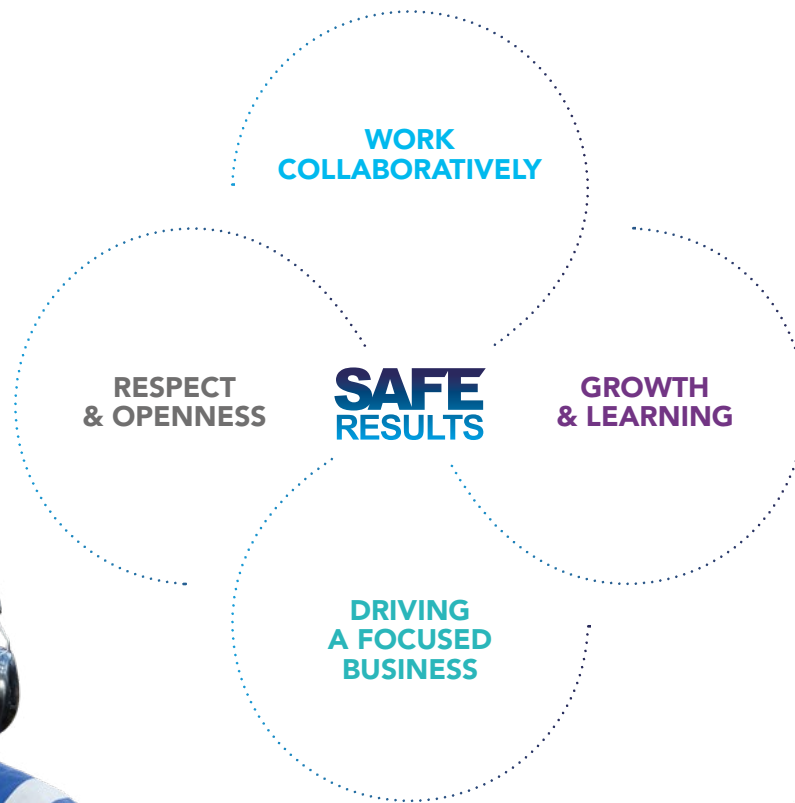 WORK
COLLABORATIVELY
RESPECT
& OPENNESS
SAFE
RESULTS
GROWTH
& LEARNING
DRIVING
A FOCUSED
BUSINESS